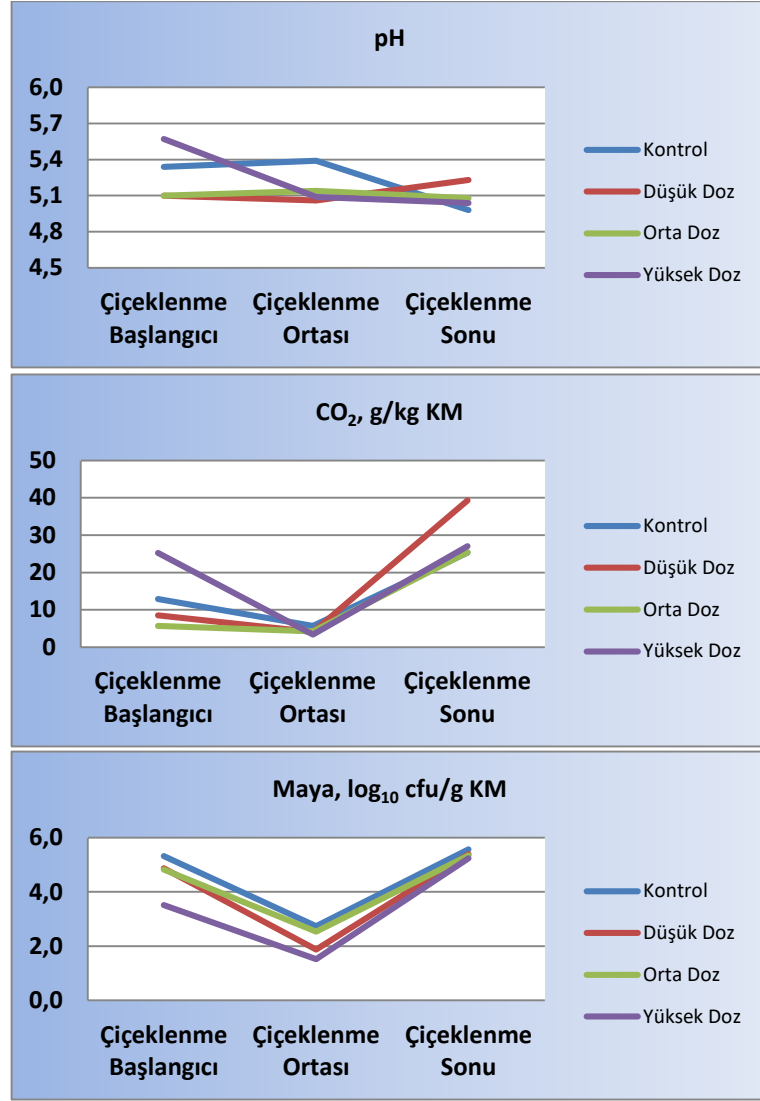 pH
6,0
5,7
5,4
5,1
4,8
4,5
Çiçeklenme Başlangıcı
Çiçeklenme Ortası
Çiçeklenme Sonu
Kontrol
Düşük Doz
Orta Doz
Yüksek Doz
CO₂, g/kg KM
50
40
30
20
10
0
Çiçeklenme Başlangıcı
Çiçeklenme Ortası
Çiçeklenme Sonu
Kontrol
Düşük Doz
Orta Doz
Yüksek Doz
Maya, log₁₀ cfu/g KM
6,0
4,0
2,0
0,0
Çiçeklenme Başlangıcı
Çiçeklenme Ortası
Çiçeklenme Sonu
Kontrol
Düşük Doz
Orta Doz
Yüksek Doz